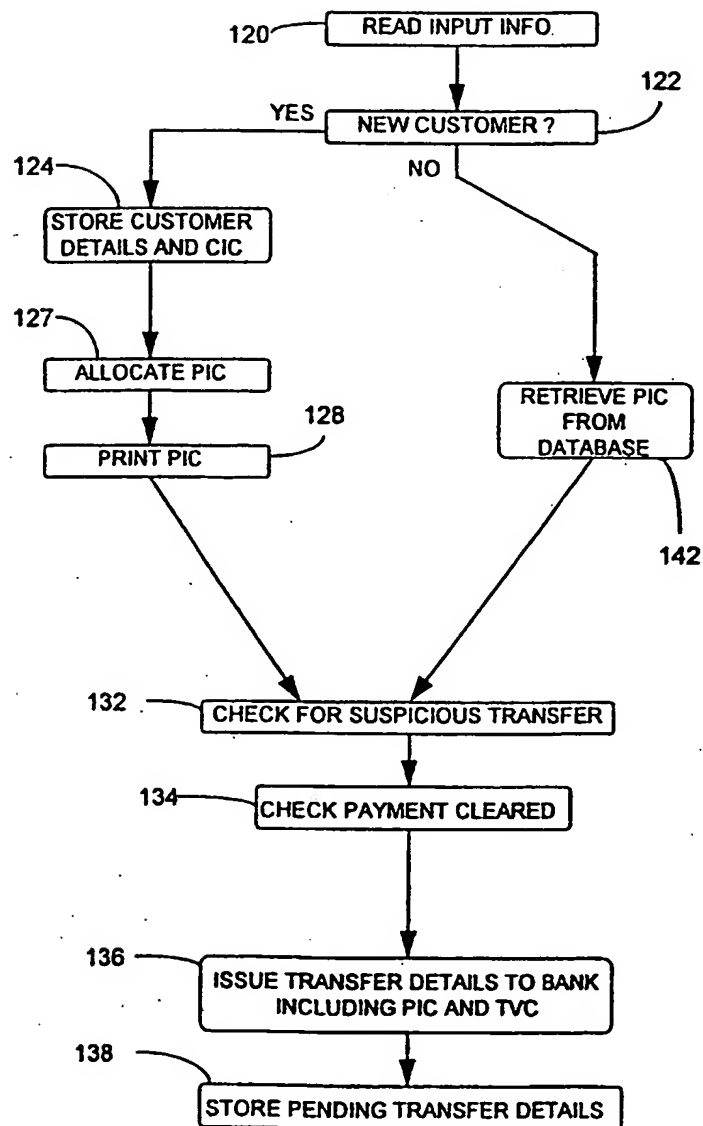 120
READ INPUT INFO.
122
YES
NEW CUSTOMER ?
NO
124
STORE CUSTOMER
DETAILS AND CIC
127
ALLOCATE PIC
128
PRINT PIC
RETRIEVE PIC
FROM
DATABASE
142
132
CHECK FOR SUSPICIOUS TRANSFER
134
CHECK PAYMENT CLEARED
136
ISSUE TRANSFER DETAILS TO BANK
INCLUDING PIC AND TVC
138
STORE PENDING TRANSFER DETAILS